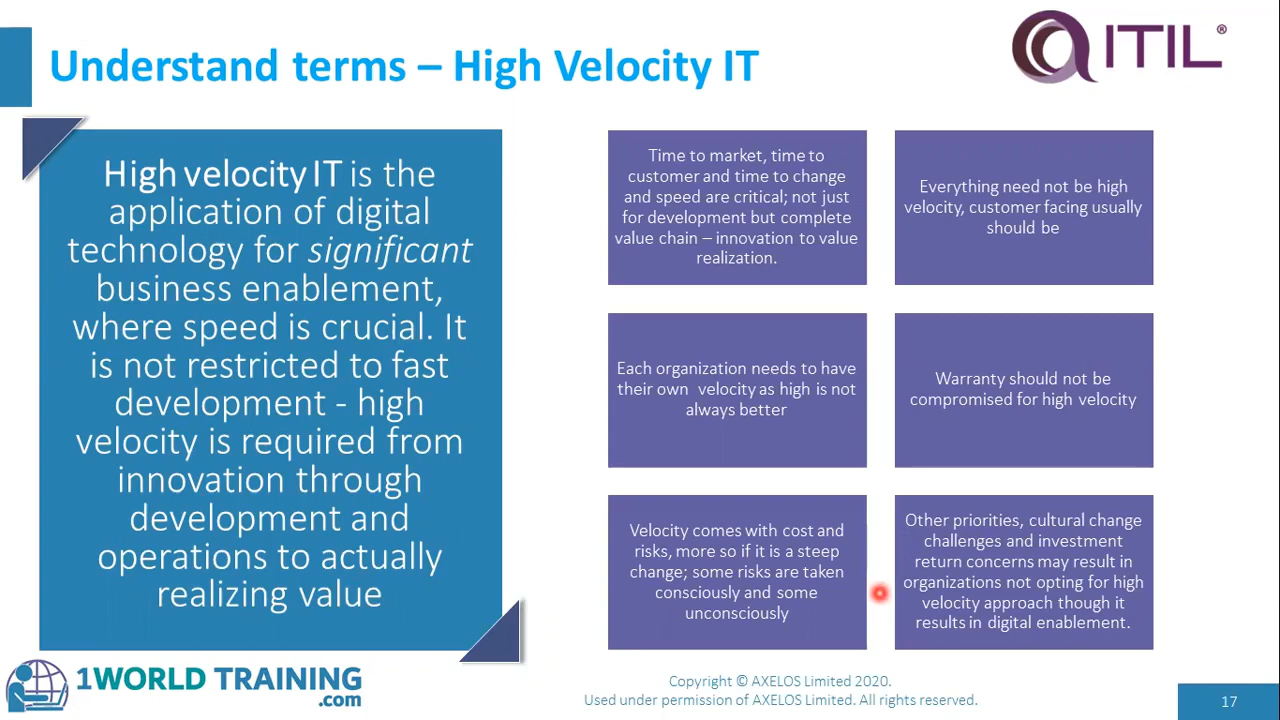 Understand terms – High Velocity IT
ITIL®
High velocity IT is the
application of digital
technology for significant
business enablement,
where speed is crucial. It
is not restricted to fast
development - high
velocity is required from
innovation through
development and
operations to actually
realizing value
Time to market, time to
customer and time to change
and speed are critical; not just
for development but complete
value chain – innovation to value
realization.
Everything need not be high
velocity, customer facing usually
should be
Each organization needs to have
their own velocity as high is not
always better
Warranty should not be
compromised for high velocity
Velocity comes with cost and
risks, more so if it is a steep
change; some risks are taken
consciously and some
unconsciously
Other priorities, cultural change
challenges and investment
return concerns may result in
organizations not opting for high
velocity approach though it
results in digital enablement.
1WORLD TRAINING
.com
Copyright © AXELOS Limited 2020.
Used under permission of AXELOS Limited. All rights reserved.
17